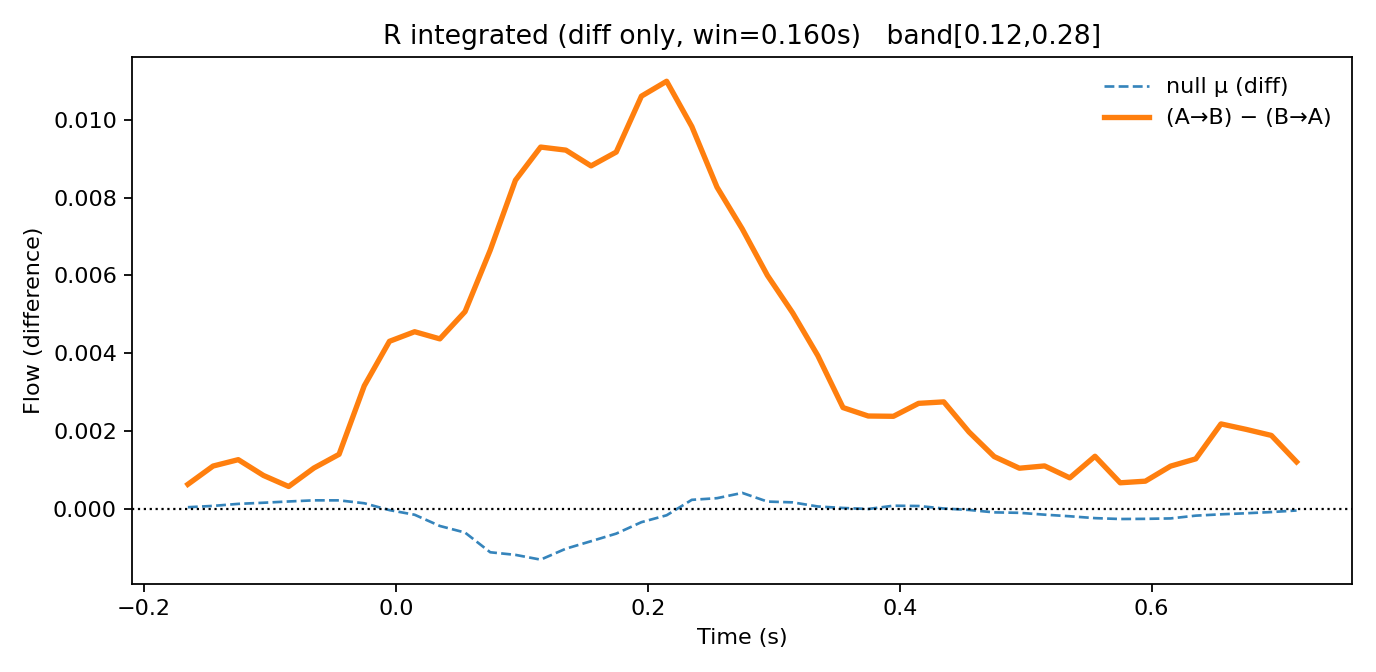 R integrated (diff only, win=0.160s)   band[0.12,0.28]
null μ (diff)
(A→B) − (B→A)
Flow (difference)
0.010
0.008
0.006
0.004
0.002
0.000
−0.2
0.0
0.2
0.4
0.6
Time (s)